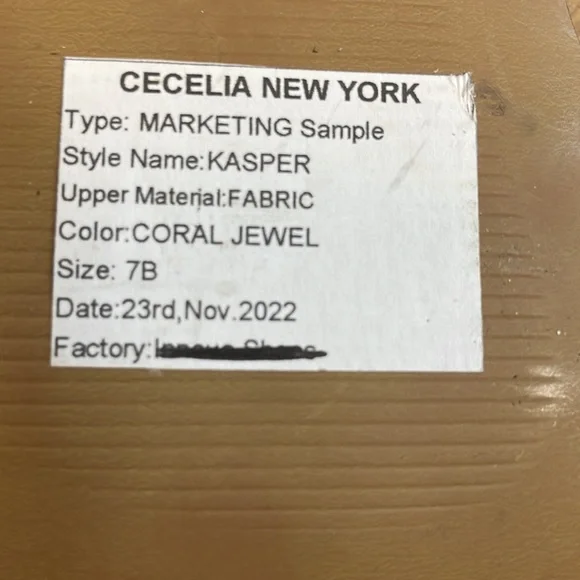 CECELIA NEW YORK
Type: MARKETING Sample
Style Name:KASPER
Upper Material:FABRIC
Color:CORAL JEWEL
Size: 7B
Date:23rd,Nov.2022
Factory: